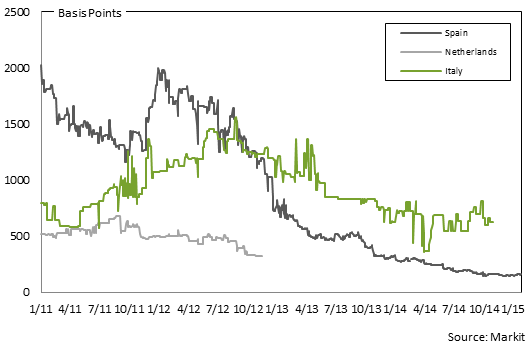 2500 BasisPoints
Spain
Netherlands
Italy
2000
1500
1000
500
0
1/11 4/11 7/11 10/11 1/12 4/12 7/12 10/12 1/13 4/13 7/13 10/13 1/14 4/14 7/14 10/14 1/15
Source: Markit